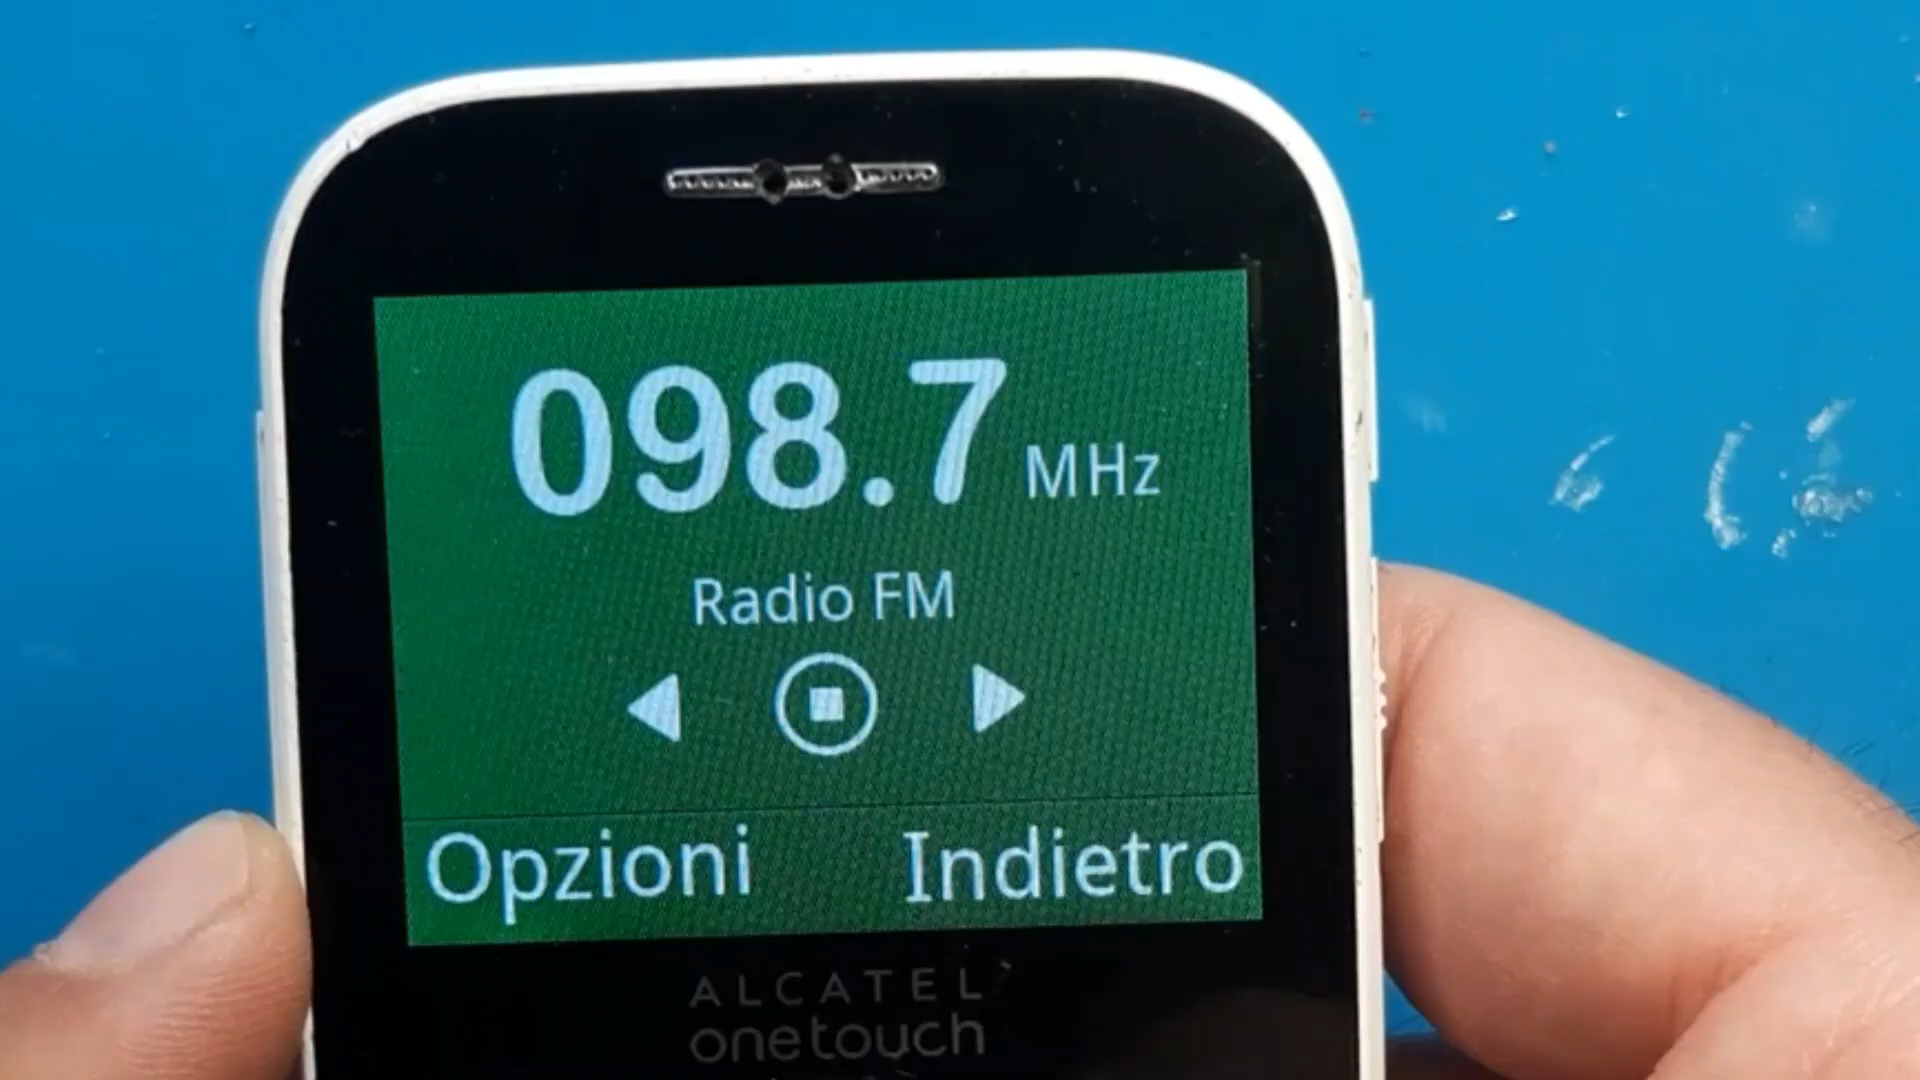 098.7 MHz
Radio FM
Opzioni Indietro
ALCATEL
onetouch